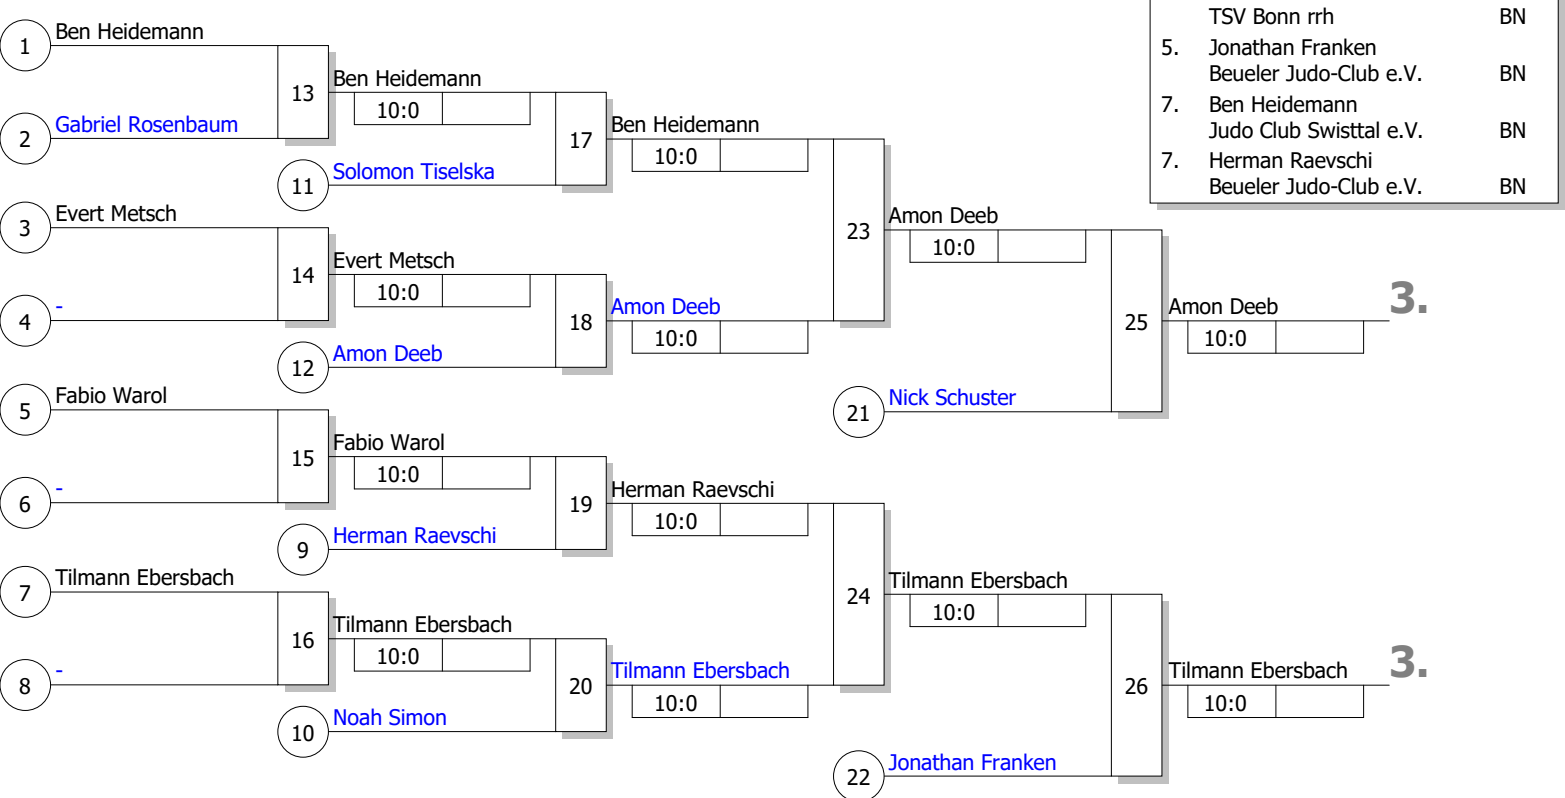 TSV Bonn rrh BN
5. Jonathan Franken
Beueler Judo-Club e.V. BN
7. Ben Heidemann
Judo Club Swisttal e.V. BN
7. Herman Raevschi
Beueler Judo-Club e.V. BN
1 Ben Heidemann
13 Ben Heidemann
10:0
2 Gabriel Rosenbaum
17 Ben Heidemann
10:0
11 Solomon Tiselska
3 Evert Metsch
23 Amon Deeb
10:0
14 Evert Metsch
10:0
4 -
18 Amon Deeb
10:0
25 Amon Deeb 3.
10:0
12 Amon Deeb
5 Fabio Warol
21 Nick Schuster
15 Fabio Warol
10:0
6 -
19 Herman Raevschi
10:0
9 Herman Raevschi
7 Tilmann Ebersbach
24 Tilmann Ebersbach
10:0
16 Tilmann Ebersbach
10:0
8 -
20 Tilmann Ebersbach
10:0
26 Tilmann Ebersbach 3.
10:0
10 Noah Simon
22 Jonathan Franken